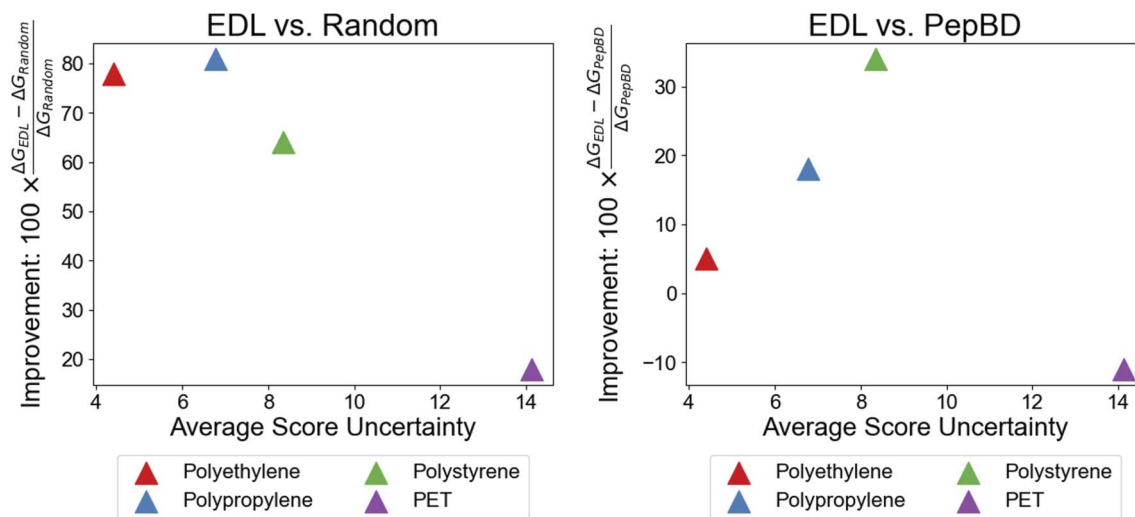 EDL vs. Random
Improvement: 100 × ΔG_EDL − ΔG_Random / ΔG_Random
80
70
60
50
40
30
20
4 6 8 10 12 14
Average Score Uncertainty
Polyethylene Polystyrene
Polypropylene PET
EDL vs. PepBD
Improvement: 100 × ΔG_EDL − ΔG_PepBD / ΔG_PepBD
30
20
10
0
−10
4 6 8 10 12 14
Average Score Uncertainty
Polyethylene Polystyrene
Polypropylene PET